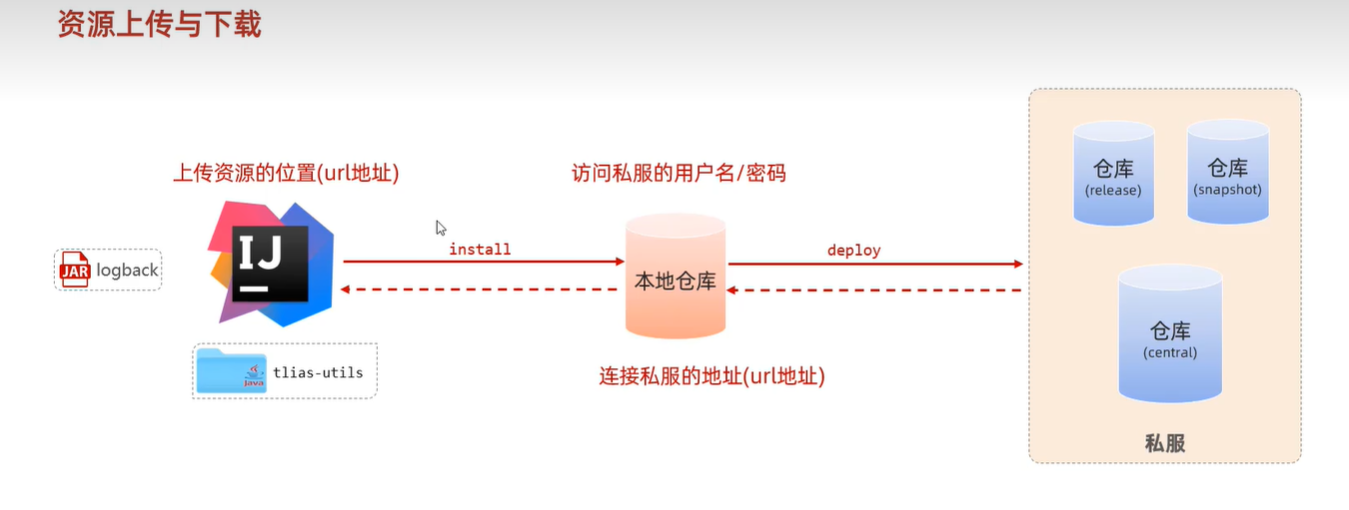 资源上传与下载
上传资源的位置(url地址)
访问私服的用户名/密码
仓库
(release)
仓库
(snapshot)
IJ
install
deploy
JAR logback
本地仓库
仓库
(central)
Java tlias-utils
连接私服的地址(url地址)
私服